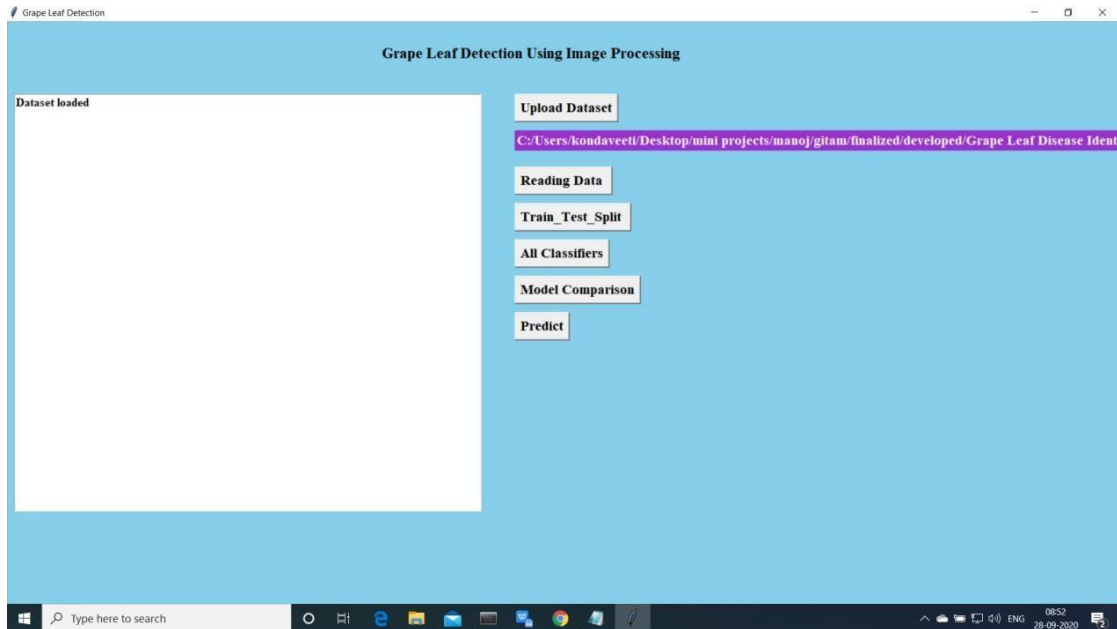 Grape Leaf Detection
Grape Leaf Detection Using Image Processing
Dataset loaded
Upload Dataset
C:/Users/kondaveeti/Desktop/mini projects/manoj/gitam/finalized/developed/Grape Leaf Disease Ident
Reading Data
Train_Test_Split
All Classifiers
Model Comparison
Predict
Type here to search
ENG
08:52
28-09-2020
2